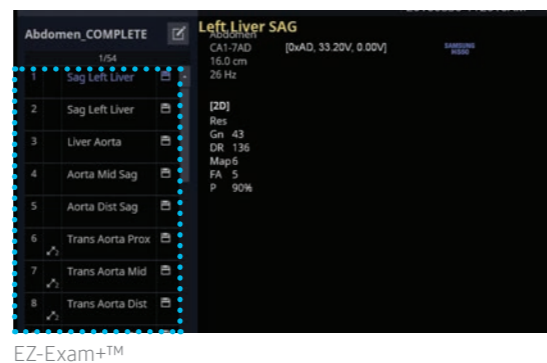 Abdomen_COMPLETE
1/54
1 Sag Left Liver
2 Sag Left Liver
3 Liver Aorta
4 Aorta Mid Sag
5 Aorta Dist Sag
6 Trans Aorta Prox
7 Trans Aorta Mid
8 Trans Aorta Dist
Left Liver SAG
Abdomen
CA1-7AD [0xAD, 33.20V, 0.00V]
16.0 cm
26 Hz
SAMSUNG
[2D]
Res
Gn 43
DR 136
Map 6
FA 5
P 90%
EZ-Exam+™